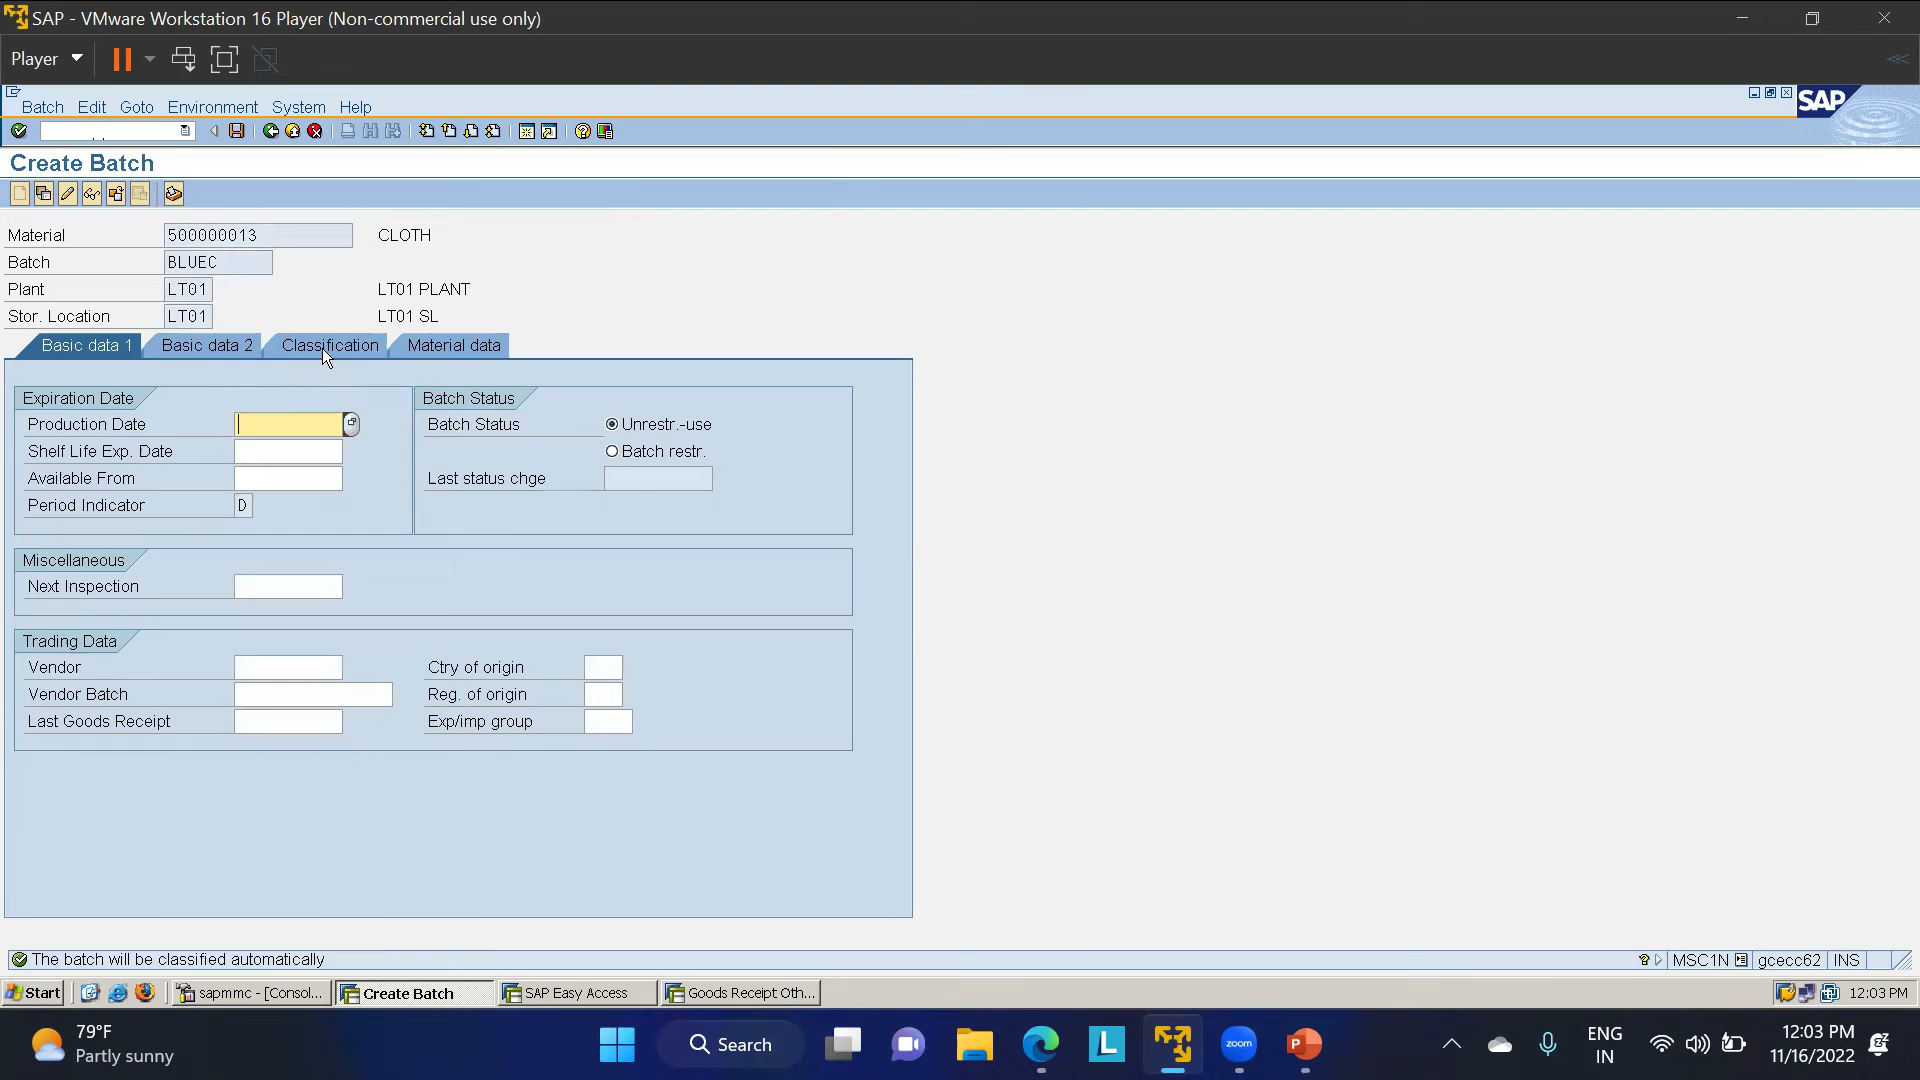 SAP - VMware Workstation 16 Player (Non-commercial use only)
Player
Batch Edit Goto Environment System Help
SAP
Create Batch
Material 500000013 CLOTH
Batch BLUEC
Plant LT01 LT01 PLANT
Stor. Location LT01 LT01 SL
Basic data 1 Basic data 2 Classification Material data
Expiration Date Batch Status
Production Date Batch Status Unrestr.-use
Shelf Life Exp. Date Batch restr.
Available From Last status chge
Period Indicator D
Miscellaneous
Next Inspection
Trading Data
Vendor Ctry of origin
Vendor Batch Reg. of origin
Last Goods Receipt Exp/imp group
The batch will be classified automatically MSC1N gcecc62 INS
Start sapmmc - [Consol... Create Batch SAP Easy Access Goods Receipt Oth... 12:03 PM
79°F
Partly sunny
Search
L
zoom
P
ENG
IN
12:03 PM
11/16/2022